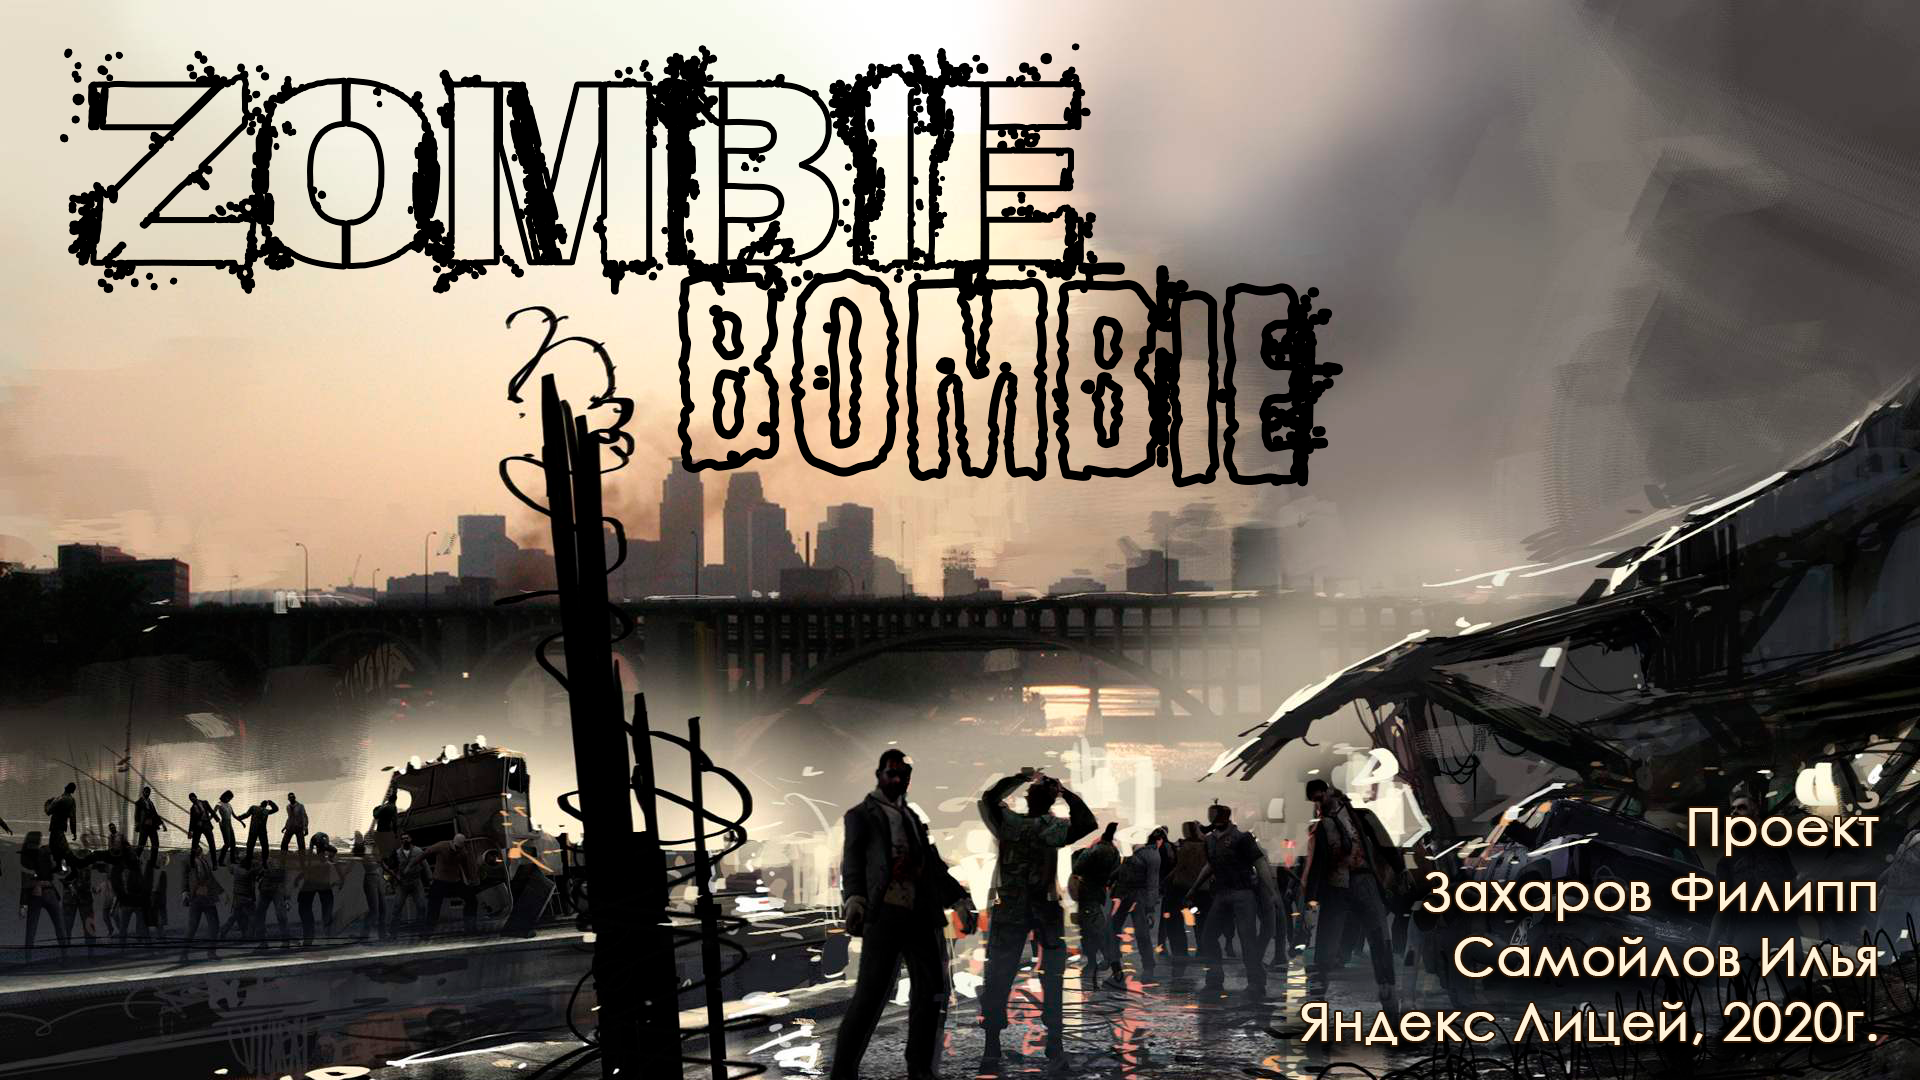 ZOMBIE
BOMBIE
Проект
Захаров Филипп
Самойлов Илья
Яндекс Лицей, 2020г.